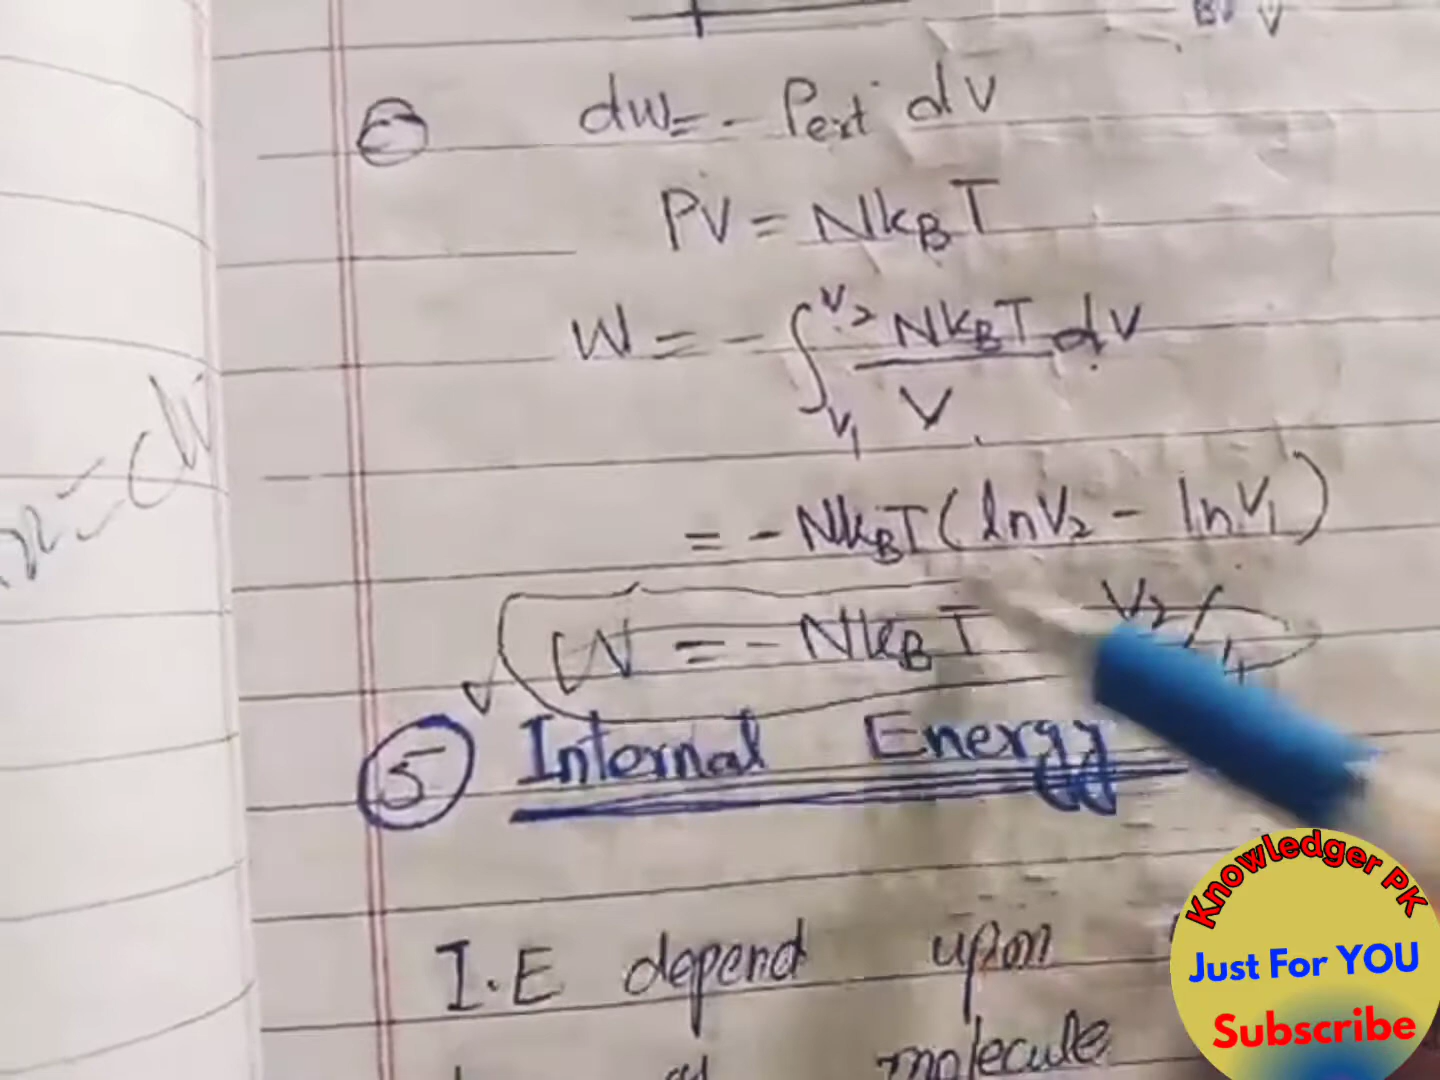 dW = - Pext dV
PV = NkBT
W = - ∫V1V2 NkBT/V dV
= - NkBT (lnV2 - lnV1)
W = - NkBT V2/
5 Internal Energy
I.E depend upon
molecule
Knowledger PK
Just For YOU
Subscribe